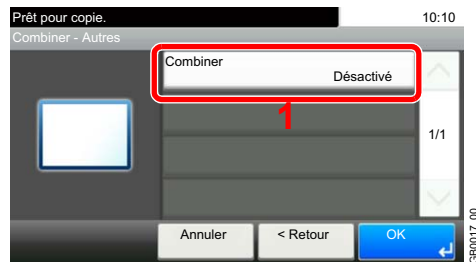 Prêt pour copie.
10:10
Combiner - Autres
Combiner
Désactivé
1
1/1
Annuler
< Retour
OK
GB0017_00